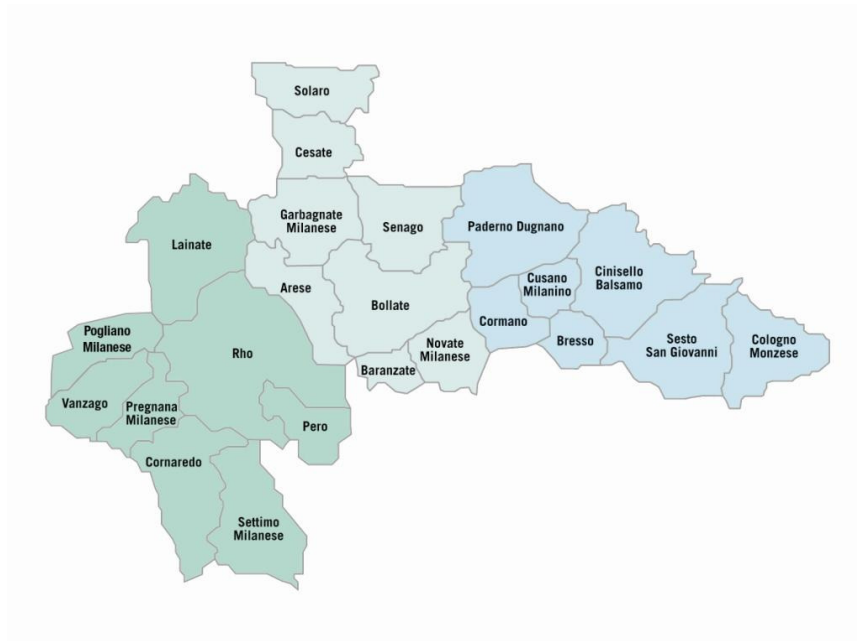 Solaro
Cesate
Garbagnate
Milanese
Senago
Paderno Dugnano
Lainate
Arese
Bollate
Cusano
Milanino
Cinisello
Balsamo
Cormano
Pogliano
Milanese
Rho
Novate
Milanese
Baranzate
Bresso
Sesto
San Giovanni
Cologno
Monzese
Vanzago
Pregnana
Milanese
Pero
Cornaredo
Settimo
Milanese